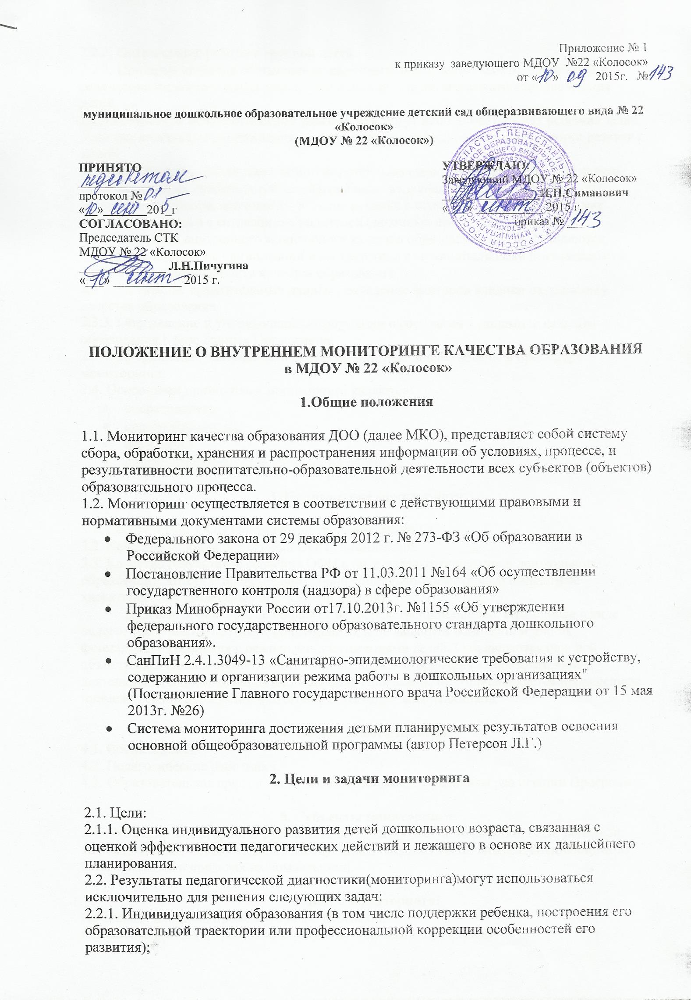 Приложение № 1
к приказу заведующего МДОУ №22 «Колосок»
от «10» 09 2015г. №143
муниципальное дошкольное образовательное учреждение детский сад общеразвивающего вида № 22
«Колосок»
(МДОУ № 22 «Колосок»)
ПРИНЯТО
педсоветом
протокол № 01
«10» сент 2015 г
СОГЛАСОВАНО:
Председатель СТК
МДОУ № 22 «Колосок»
Л.Н.Пичугина
«10» сент 2015 г.
УТВЕРЖДАЮ:
Заведующий МДОУ № 22 «Колосок»
И.П.Симанович
«10» сент 2015 г.
приказ № 143
ПОЛОЖЕНИЕ О ВНУТРЕННЕМ МОНИТОРИНГЕ КАЧЕСТВА ОБРАЗОВАНИЯ
в МДОУ № 22 «Колосок»
1.Общие положения
1.1. Мониторинг качества образования ДОО (далее МКО), представляет собой систему
сбора, обработки, хранения и распространения информации об условиях, процессе, и
результативности воспитательно-образовательной деятельности всех субъектов (объектов)
образовательного процесса.
1.2. Мониторинг осуществляется в соответствии с действующими правовыми и
нормативными документами системы образования:
• Федерального закона от 29 декабря 2012 г. № 273-ФЗ «Об образовании в
Российской Федерации»
• Постановление Правительства РФ от 11.03.2011 №164 «Об осуществлении
государственного контроля (надзора) в сфере образования»
• Приказ Минобрнауки России от17.10.2013г. №1155 «Об утверждении
федерального государственного образовательного стандарта дошкольного
образования».
• СанПиН 2.4.1.3049-13 «Санитарно-эпидемиологические требования к устройству,
содержанию и организации режима работы в дошкольных организациях"
(Постановление Главного государственного врача Российской Федерации от 15 мая
2013г. №26)
• Система мониторинга достижения детьми планируемых результатов освоения
основной общеобразовательной программы (автор Петерсон Л.Г.)
2. Цели и задачи мониторинга
2.1. Цели:
2.1.1. Оценка индивидуального развития детей дошкольного возраста, связанная с
оценкой эффективности педагогических действий и лежащего в основе их дальнейшего
планирования.
2.2. Результаты педагогической диагностики(мониторинга)могут использоваться
исключительно для решения следующих задач:
2.2.1. Индивидуализация образования (в том числе поддержки ребенка, построения его
образовательной траектории или профессиональной коррекции особенностей его
развития);